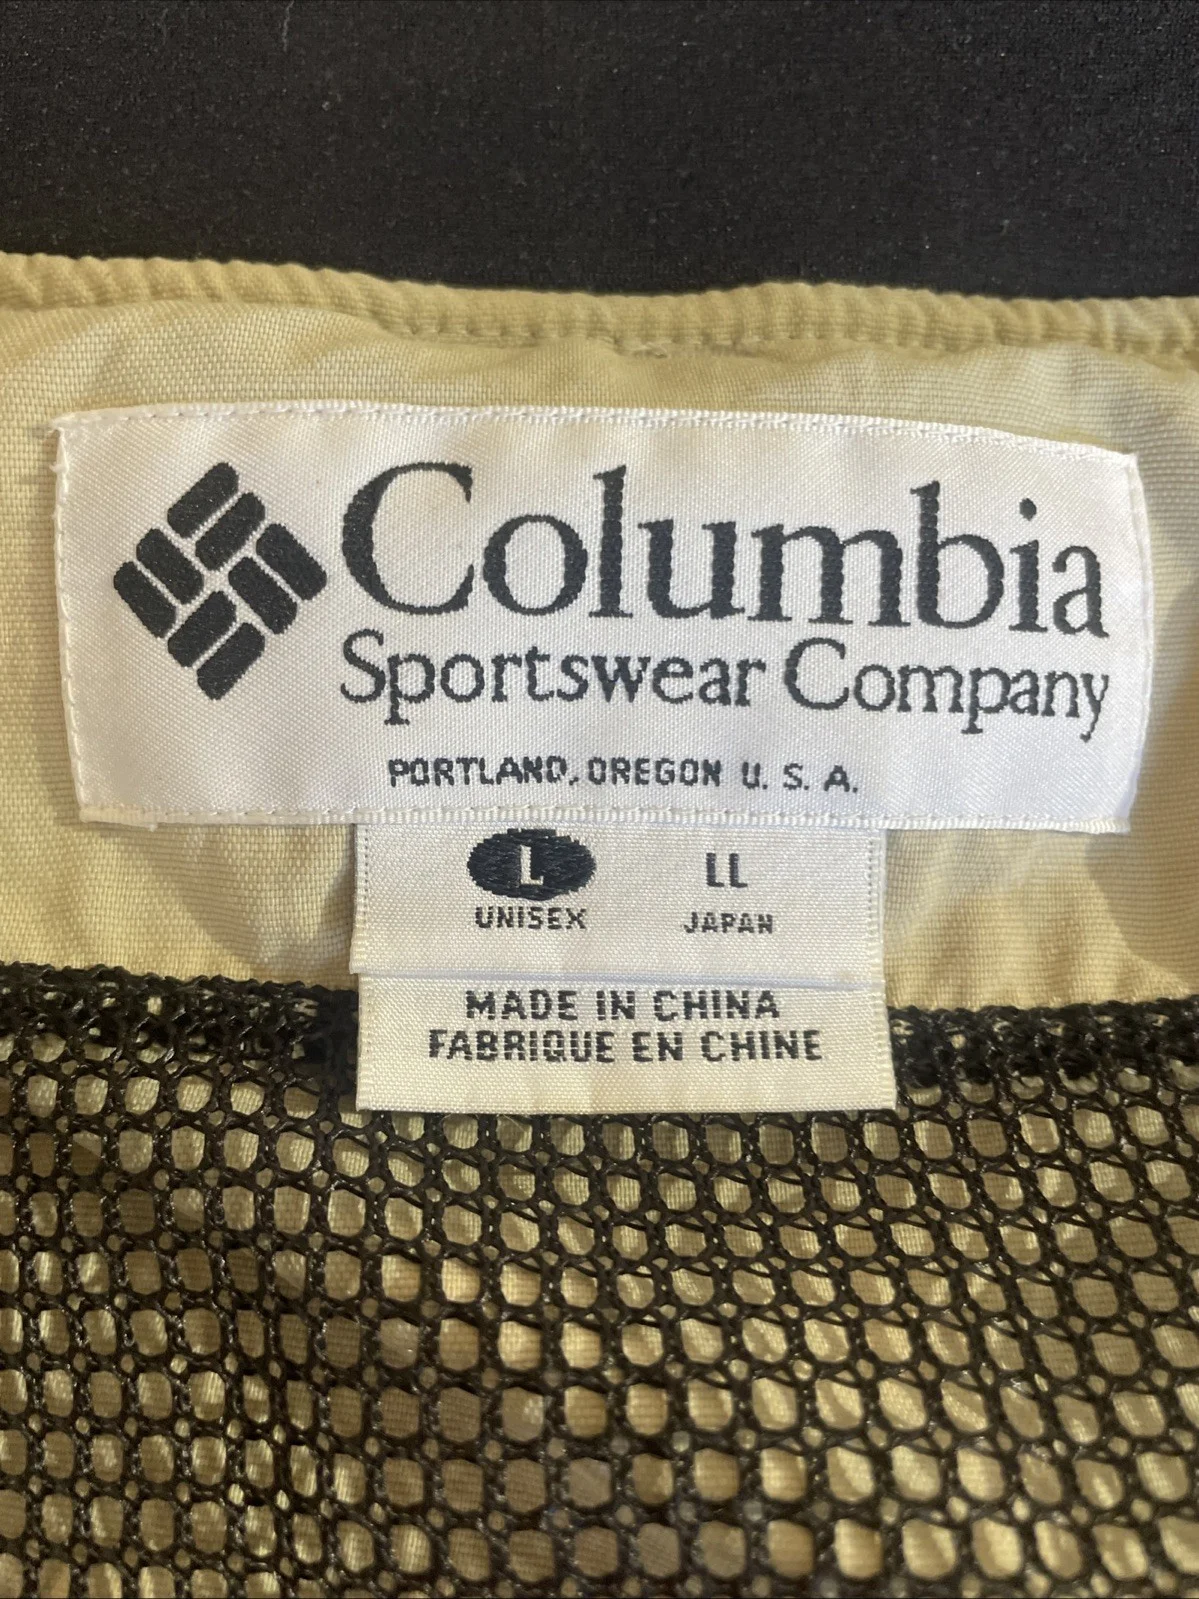 Columbia
Sportswear Company
PORTLAND, OREGON U. S. A.
L LL
UNISEX JAPAN
MADE IN CHINA
FABRIQUE EN CHINE